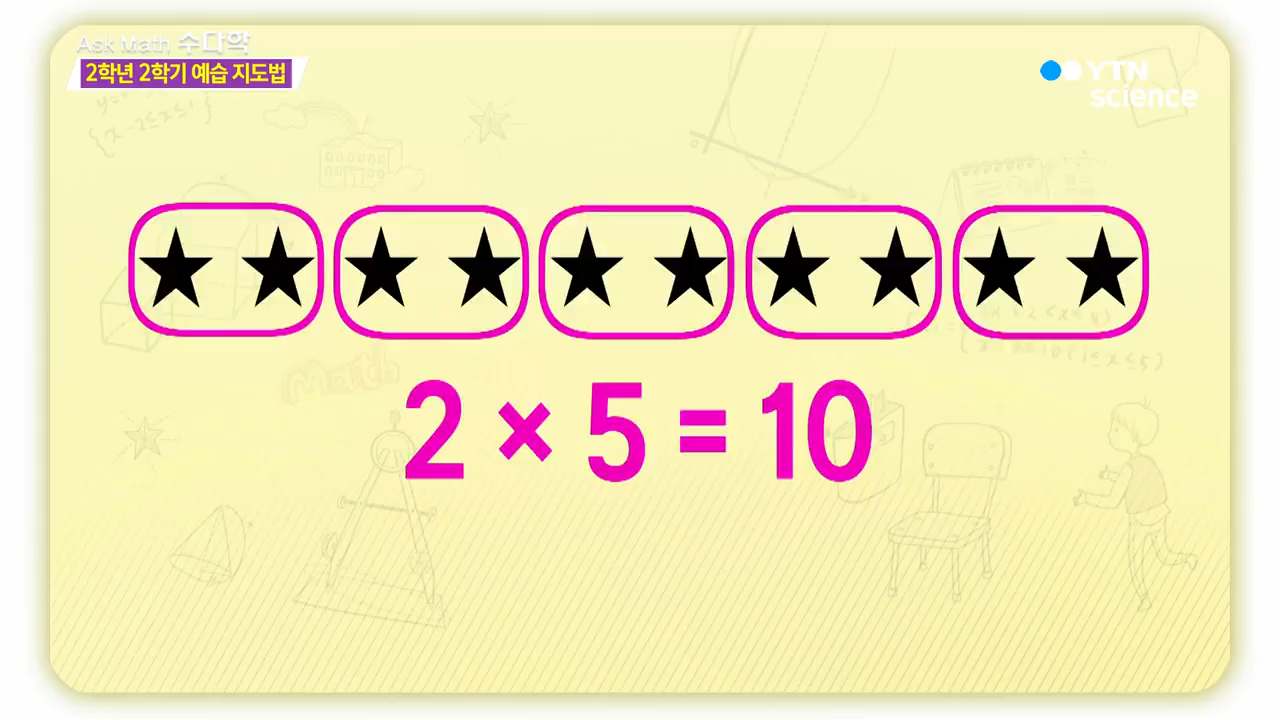 Ask Math 수다학
2학년 2학기 예습 지도법
YTN
science
2 × 5 = 10
math